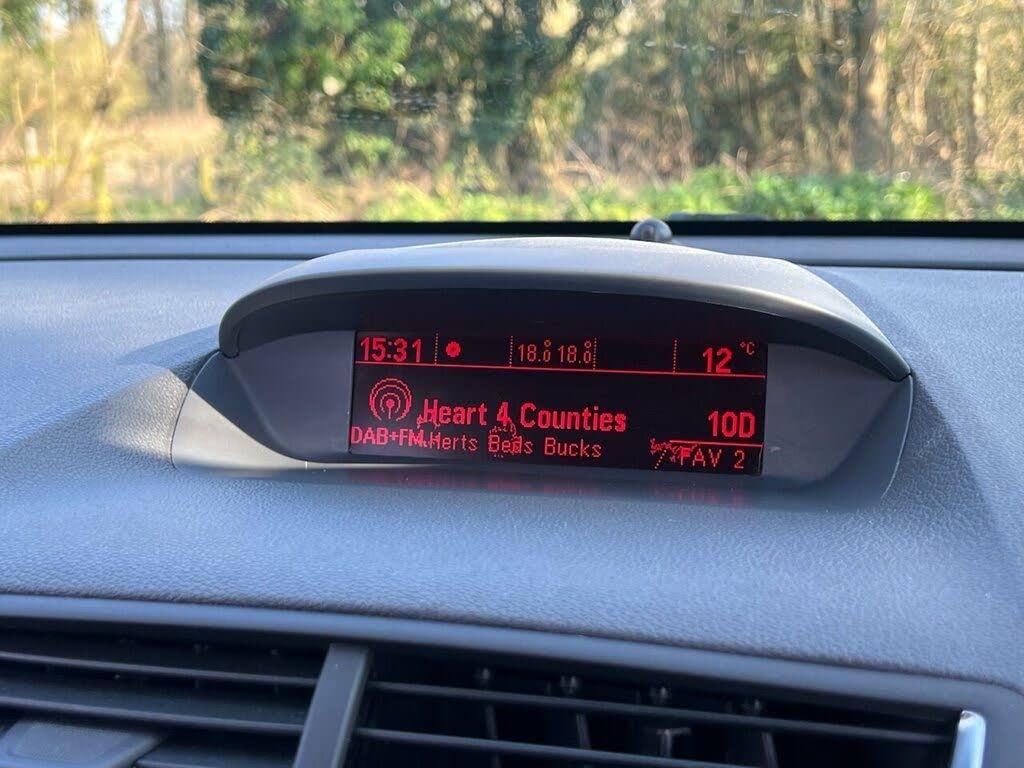 15:31 18.0 18.0 12 °C
Heart 4 Counties 10D
DAB+FM Herts Beds Bucks FAV 2